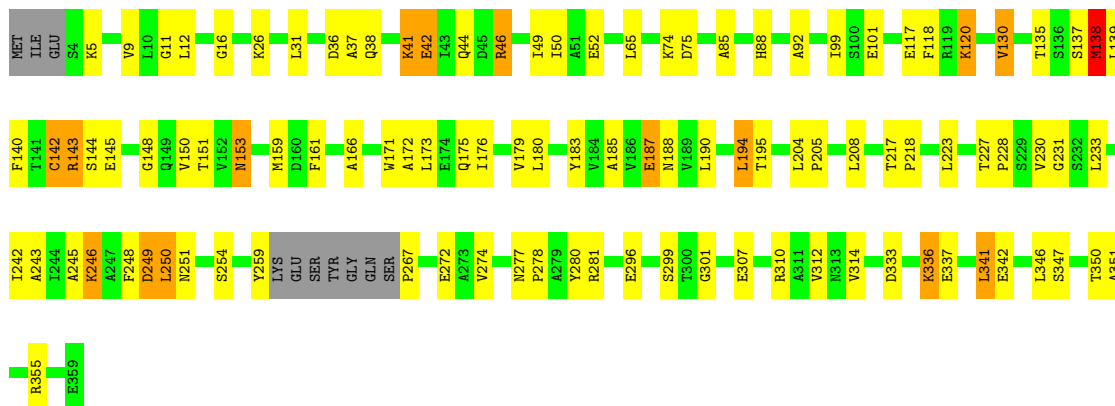 MET ILE GLU S4 K5 V9 L10 G11 L12 G16 K26 L31 D36 A37 Q38 K41 E42 I43 Q44 D45 R46 I49 I50 A51 E52 L65 K74 D75 A85 H88 A92 I99 S100 E101 E117 F118 R119 K120 V130 T135 S136 S137 M138 L139
F140 T141 C142 R143 S144 E145 G148 Q149 V150 T151 V152 N153 M159 D160 F161 A166 W171 A172 L173 E174 Q175 I176 V179 L180 Y183 V184 A185 V186 E187 N188 V189 L190 L194 T195 L204 P205 L208 T217 P218 L223 T227 P228 S229 V230 G231 S232 L233
I242 A243 I244 A245 K246 A247 F248 D249 L250 N251 S254 Y259 LYS GLU SER TYR GLY GLN SER P267 E272 A273 V274 N277 P278 A279 Y280 R281 E296 S299 T300 G301 E307 R310 A311 V312 N313 V314 D333 K336 E337 L341 E342 L346 S347 T350 A351
R355 E359